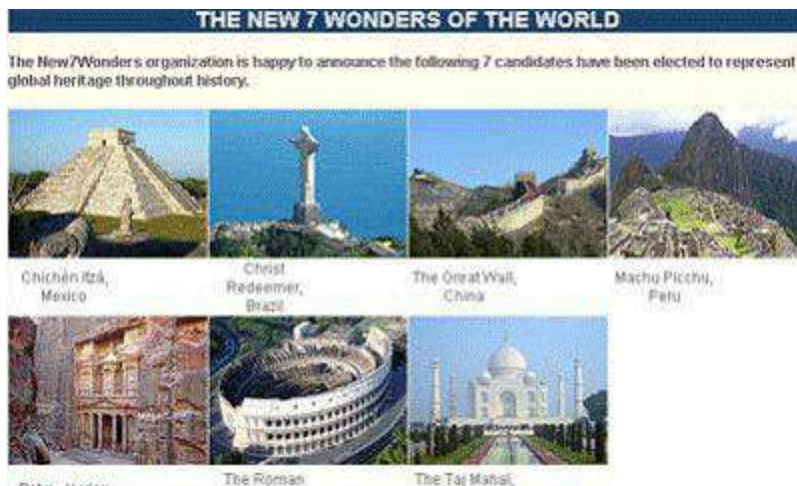 THE NEW 7 WONDERS OF THE WORLD
The New7Wonders organization is happy to announce the following 7 candidates have been elected to represent
global heritage throughout history.
Chichén Itzá,
Mexico
Christ
Redeemer,
Brazil
The Great Wall,
China
Machu Picchu,
Peru
The Roman
The Taj Mahal,